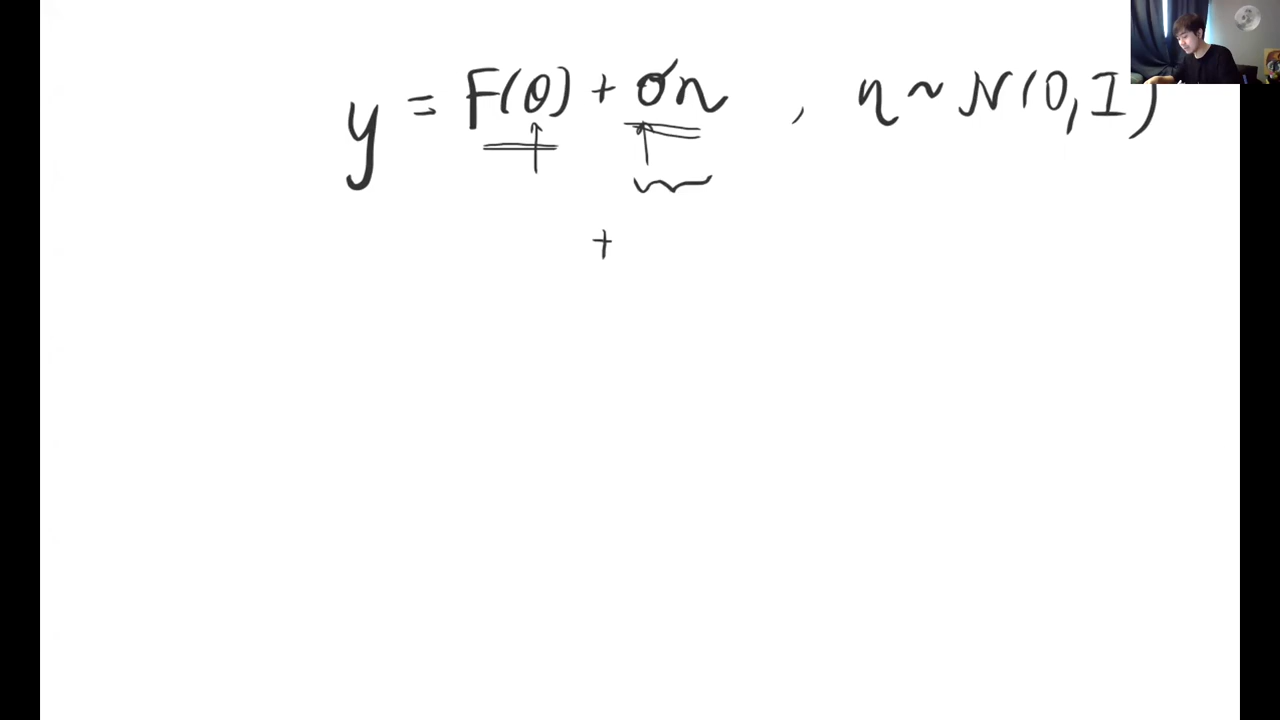 y = F(θ) + σn , n ~ N(0, I)
+